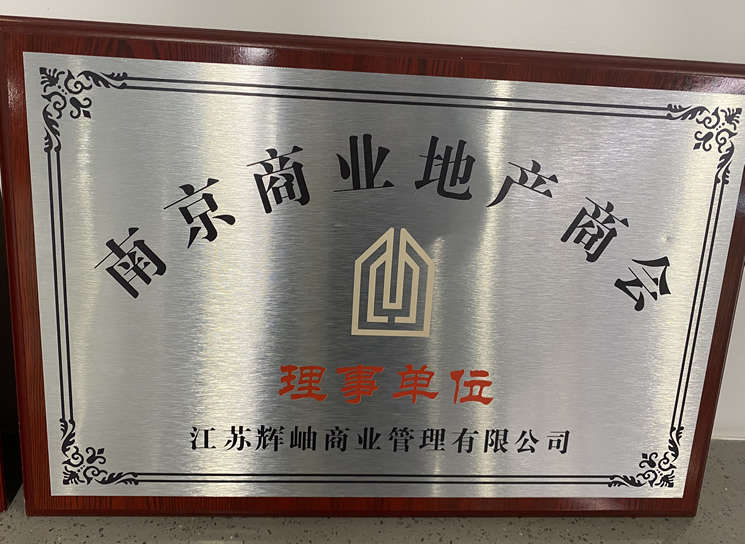 南京商业地产商会
理事单位
江苏辉岫商业管理有限公司